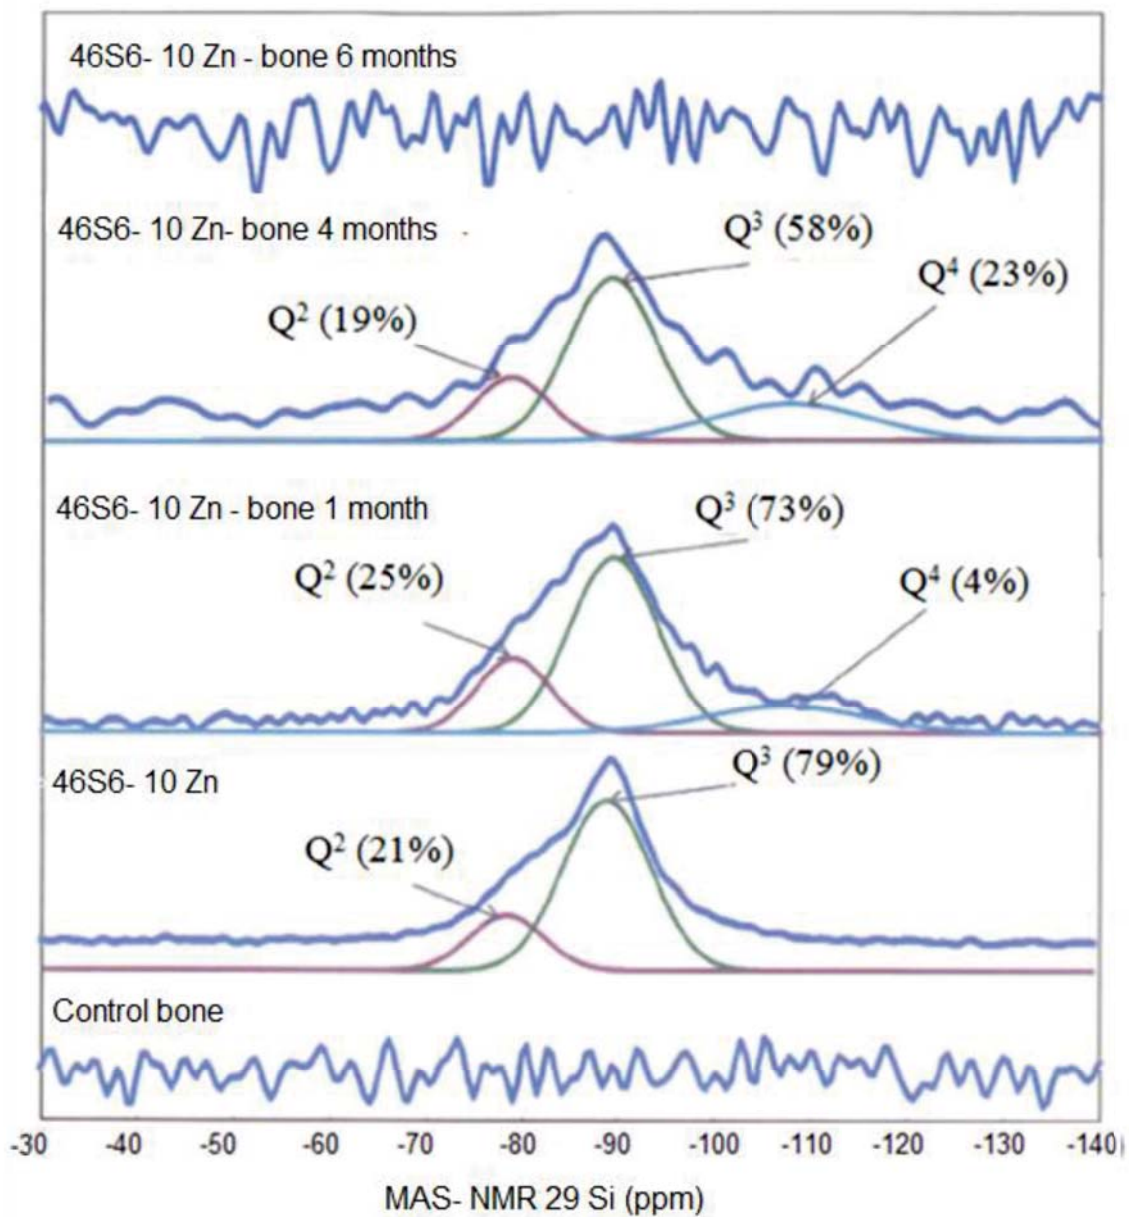 46S6- 10 Zn - bone 6 months
46S6- 10 Zn- bone 4 months
Q³ (58%)
Q⁴ (23%)
Q² (19%)
46S6- 10 Zn - bone 1 month
Q³ (73%)
Q² (25%)
Q⁴ (4%)
46S6- 10 Zn
Q³ (79%)
Q² (21%)
Control bone
-30 -40 -50 -60 -70 -80 -90 -100 -110 -120 -130 -140
MAS- NMR 29 Si (ppm)